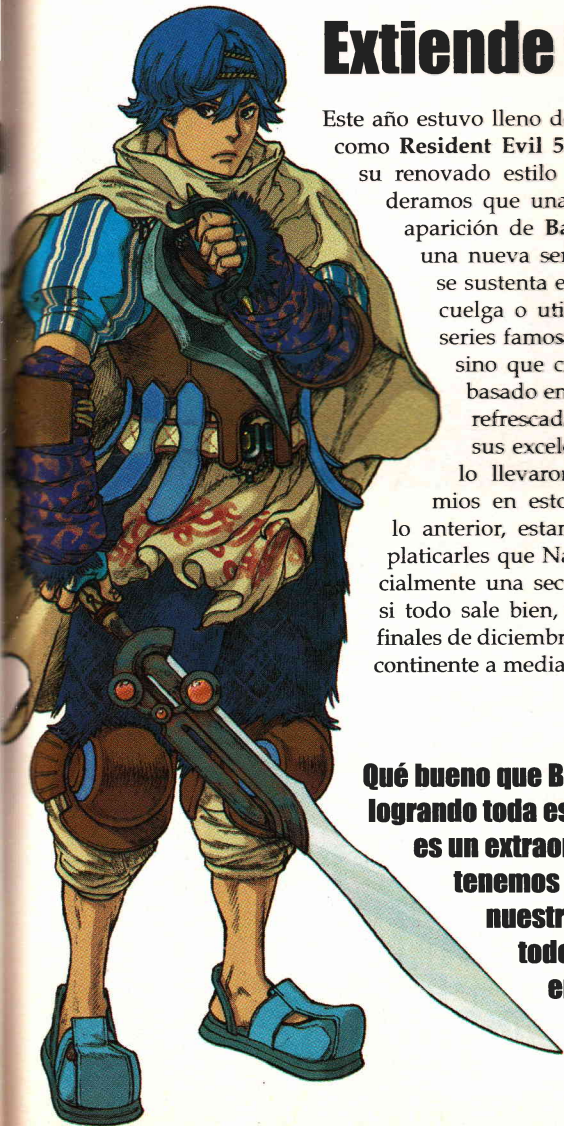 Extiende
Este año estuvo lleno d
como Resident Evil 5
su renovado estilo
deramos que una
aparición de Ba
una nueva ser
se sustenta e
cuelga o uti
series famos
sino que c
basado en
refrescad
sus excele
lo llevaron
mios en esto
lo anterior, estan
platicarles que Na
cialmente una sec
si todo sale bien,
finales de diciembr
continente a media
Qué bueno que B
logrando toda es
es un extraor
tenemos
nuestr
tod
e